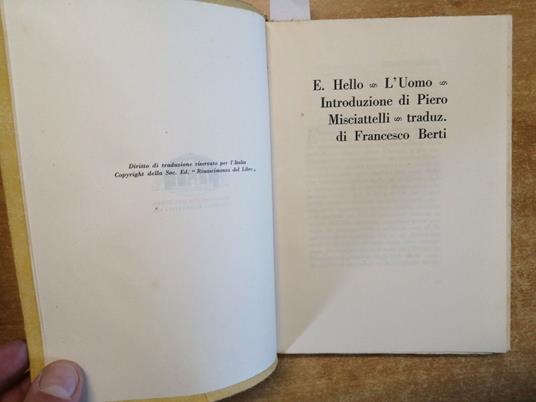 Diritto di traduzione riservato per l'Italia
Copyright della Soc. Ed. “ Rinascimento del Libro „
E. Hello ∾ L'Uomo ∾
Introduzione di Piero
Misciattelli ∾ traduz.
di Francesco Berti